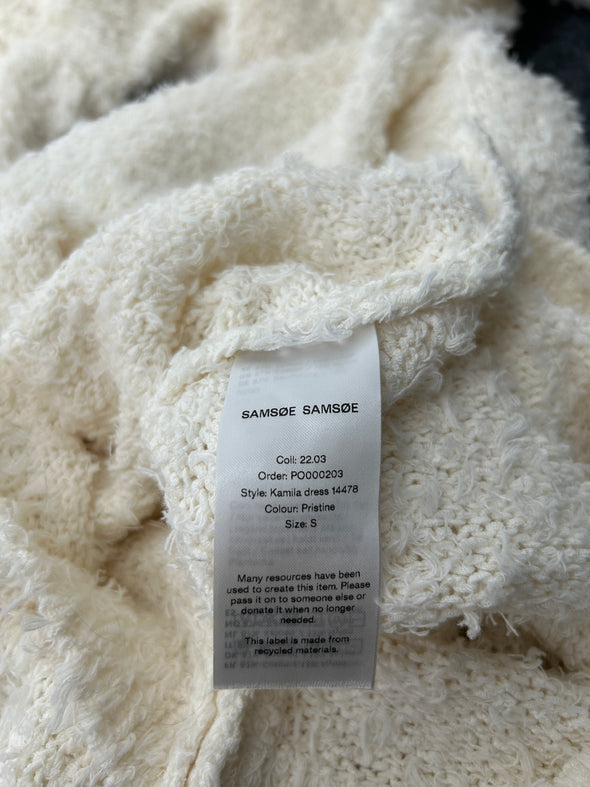 SAMSØE SAMSØE
Coll: 22.03
Order: PO000203
Style: Kamila dress 14478
Colour: Pristine
Size: S
Many resources have been
used to create this item. Please
pass it on to someone else or
donate it when no longer
needed.
This label is made from
recycled materials.